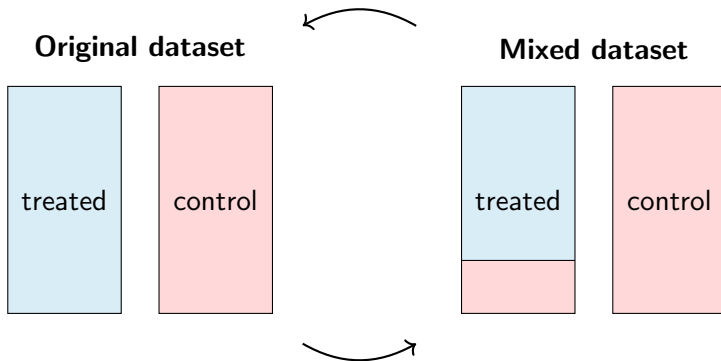 Original dataset
Mixed dataset
treated
control
treated
control